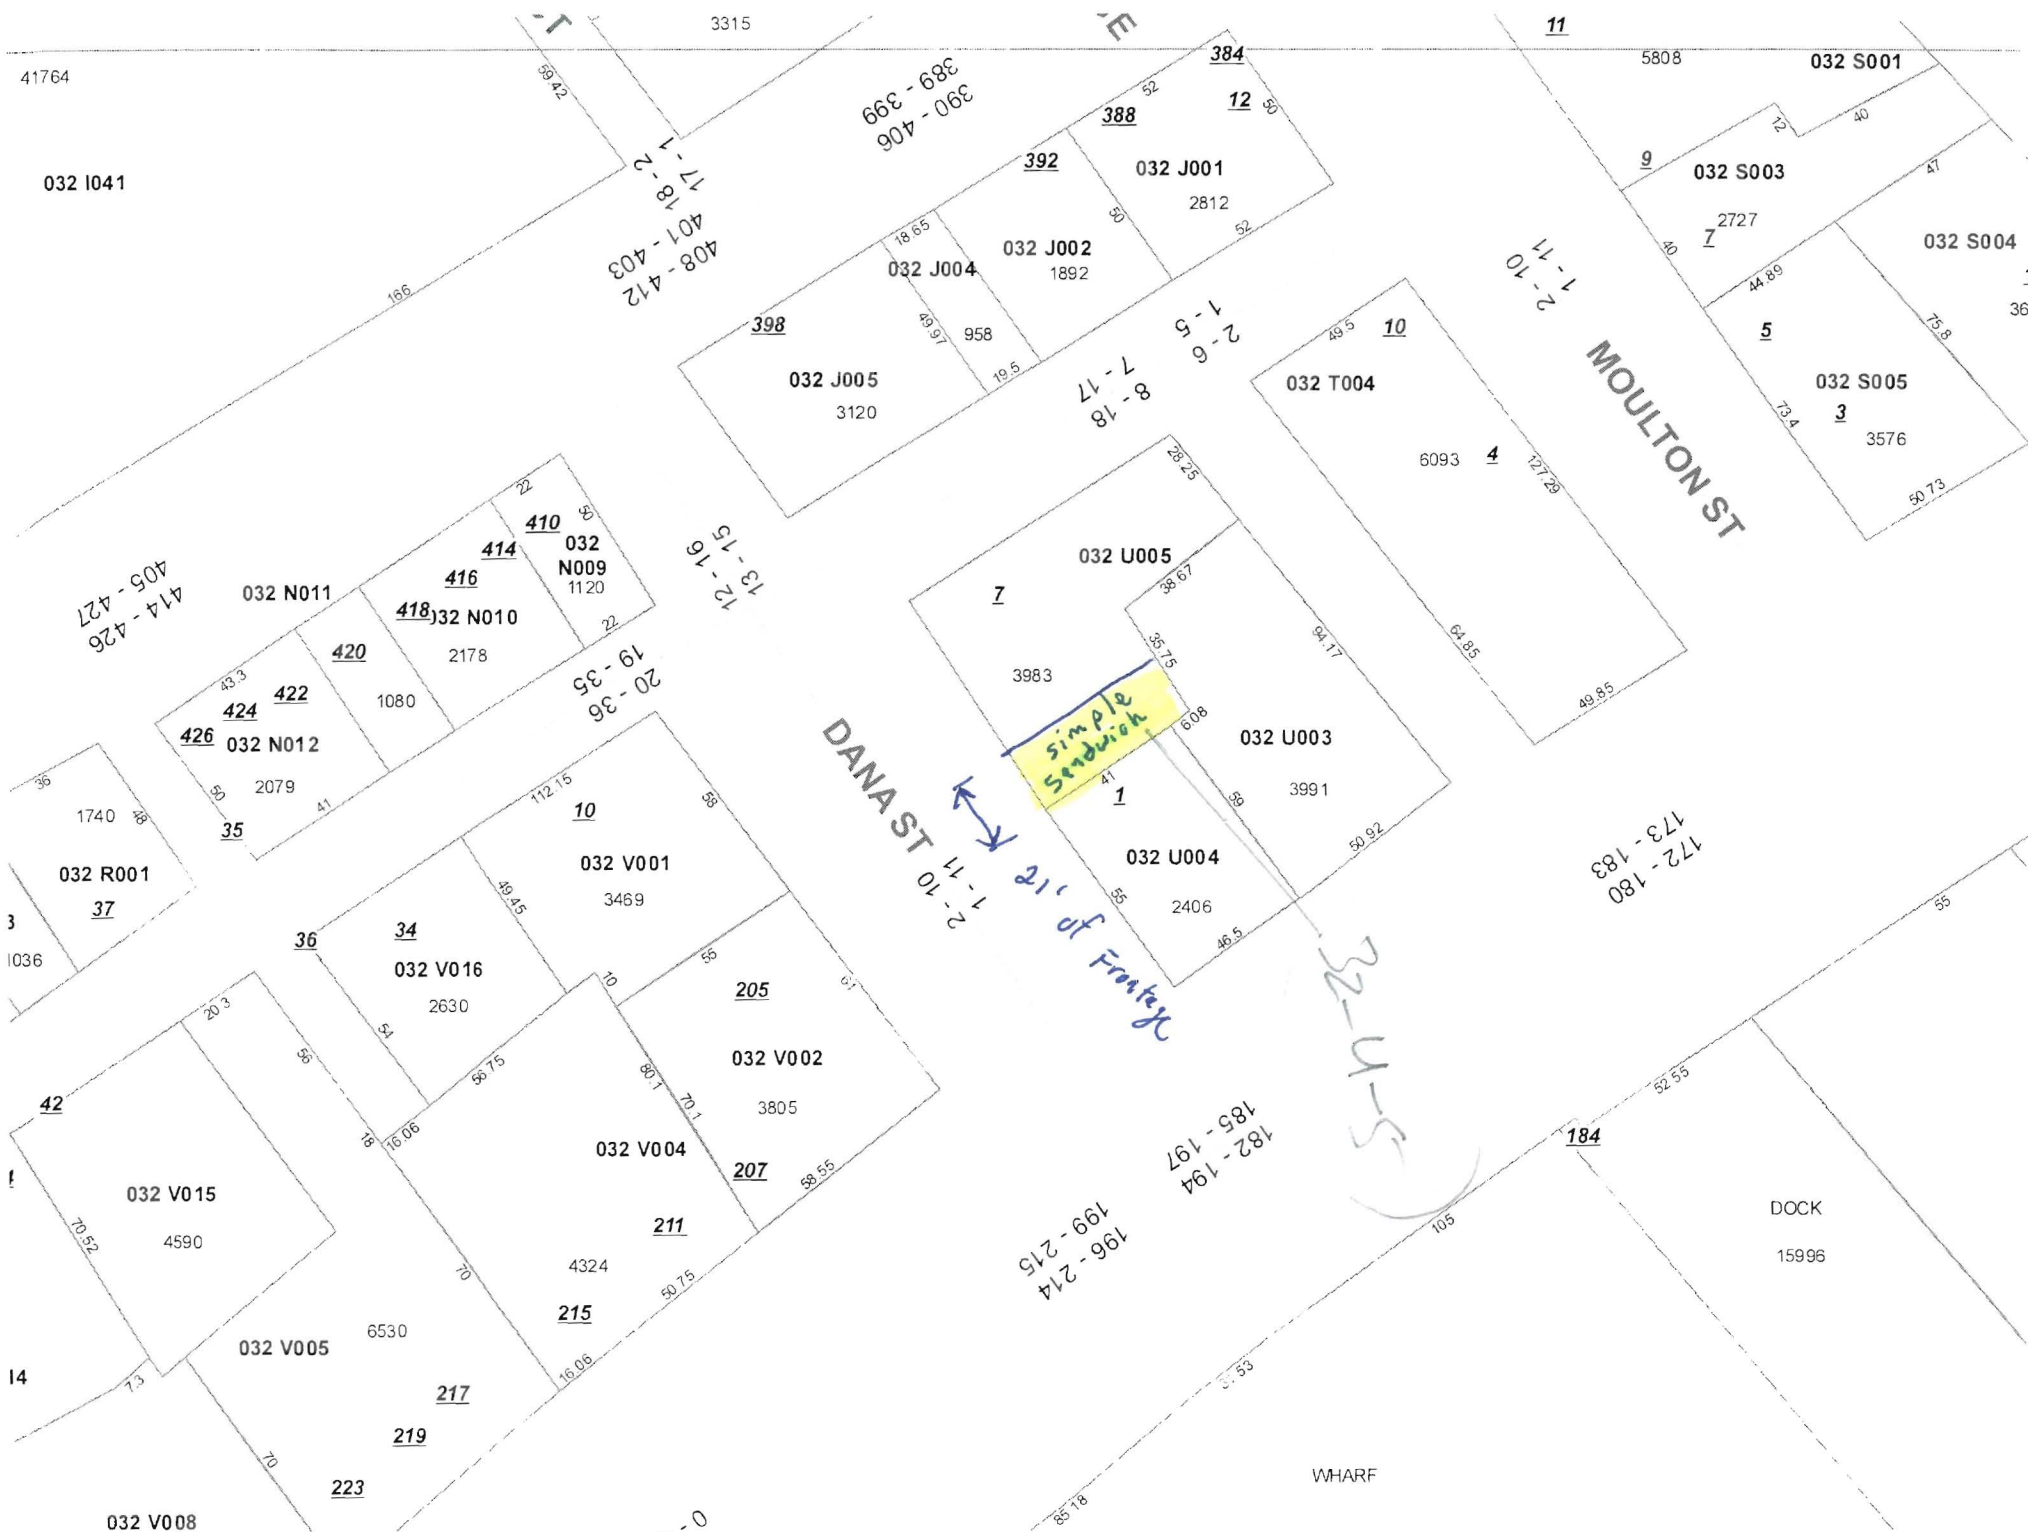 3315
384
11
5808
032 S001
41764
59.42
389 - 399
390 - 406
52
388
12
50
12
40
032 I041
17 - 1
18 - 2
401 - 403
408 - 412
392
032 J001
2812
50
52
9
032 S003
2727
7
47
40
032 S004
166
18.65
032 J002
1892
032 J004
49.97
958
19.5
398
032 J005
3120
1 - 5
2 - 6
7 - 17
8 - 18
2 - 10
1 - 11
44.89
5
75.8
032 S005
3
3576
73.4
50.73
MOULTON ST
49.5
10
032 T004
6093
4
127.29
64.85
49.85
22
50
410
414
032
N009
1120
416
418
032 N010
2178
22
405 - 427
414 - 426
032 N011
420
1080
43.3
422
424
426
032 N012
2079
50
41
35
12 - 16
13 - 15
19 - 35
20 - 36
28.25
032 U005
7
38.67
35.75
94.17
3983
simple
Sandwich
6.08
41
1
59
032 U003
3991
50.92
032 U004
2406
55
46.5
DANA ST
2 - 10
1 - 11
21' of Frontage
32-U-5
36
1740
48
032 R001
37
112.15
10
58
032 V001
3469
49.45
36
34
032 V016
2630
54
56.75
10
55
205
61
032 V002
3805
80.1
70.1
207
58.55
173 - 183
172 - 180
55
20.3
56
42
18
16.06
032 V004
211
4324
215
50.75
70
16.06
032 V015
4590
70.52
185 - 197
182 - 194
199 - 215
196 - 214
52.55
184
105
DOCK
15996
14
7.3
032 V005
6530
217
219
223
70
032 V008
85.18
WHARF